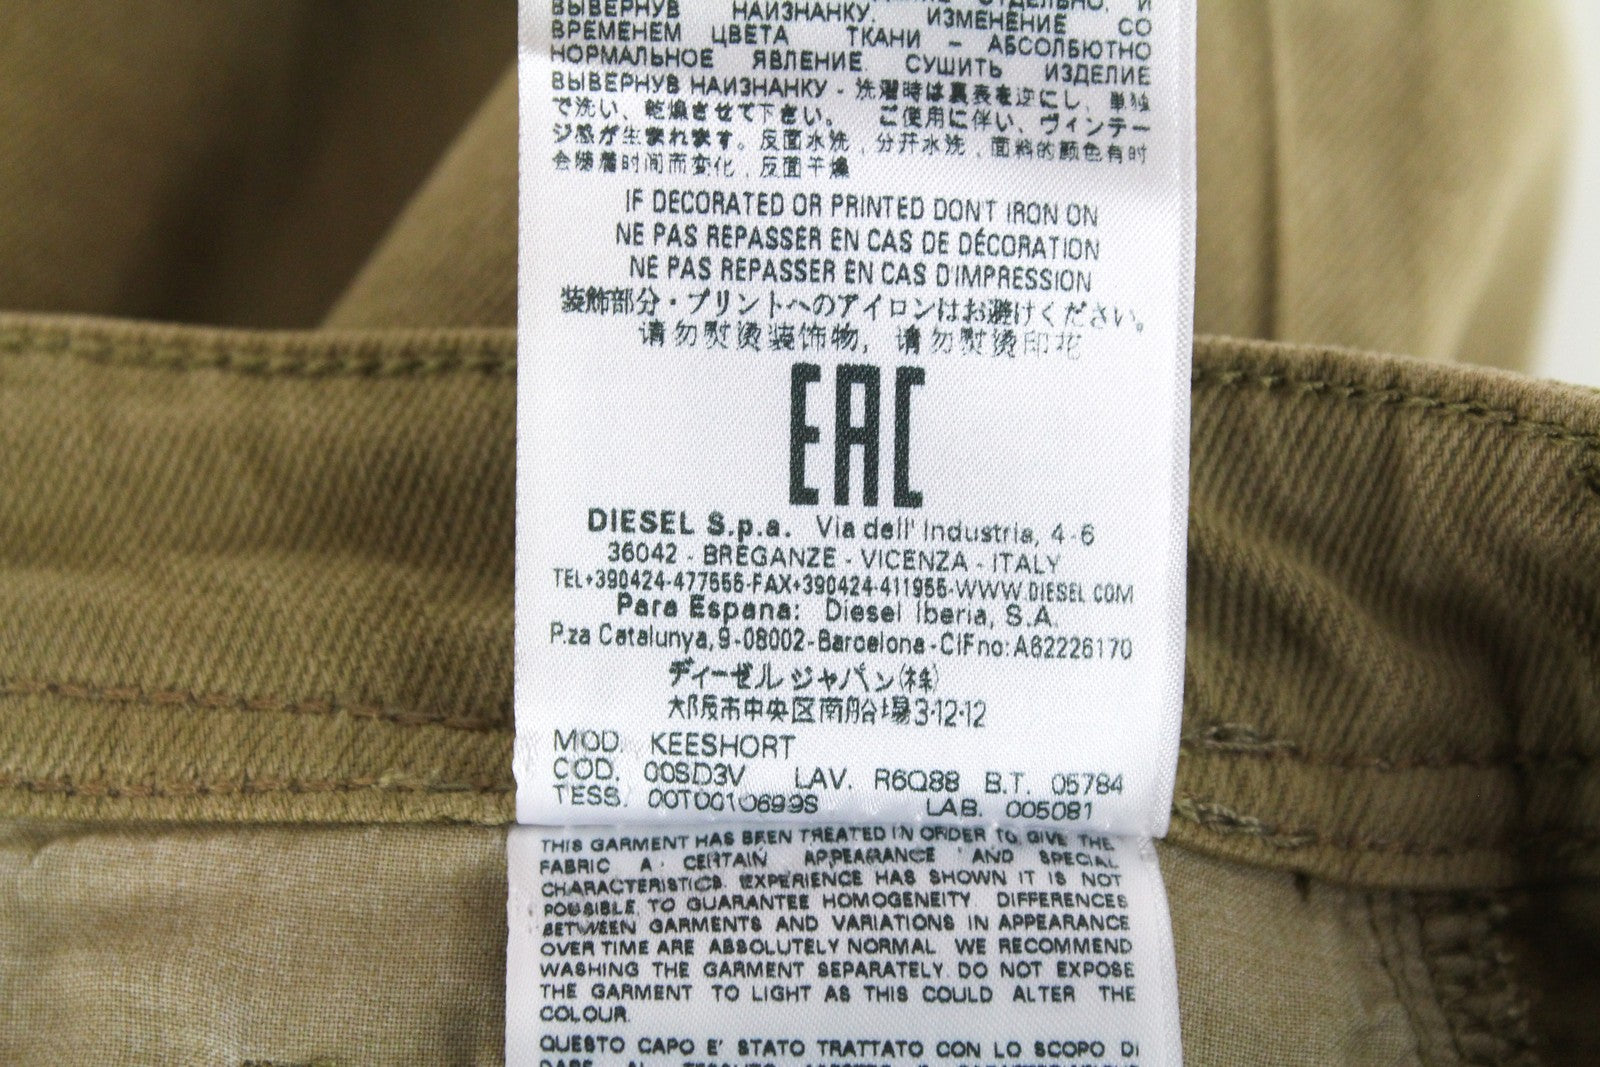 ВЫВЕРНУВ НАИЗНАНКУ. ИЗМЕНЕНИЕ СО
ВРЕМЕНЕМ ЦВЕТА ТКАНИ – АБСОЛБЮТНО
НОРМАЛЬНОЕ ЯВЛЕНИЕ СУШИТЬ ИЗДЕЛИЕ
ВЫВЕРНУВ НАИЗНАНКУ - 洗濯時は裏表を逆にし、単独
で洗い、乾燥させて下さい。 ご使用に伴い、ヴィンテー
ジ感が生まれます。反面水洗，分开水洗，面料的颜色有时
会随着时间而变化，反面干燥
IF DECORATED OR PRINTED DON'T IRON ON
NE PAS REPASSER EN CAS DE DÉCORATION
NE PAS REPASSER EN CAS D'IMPRESSION
装飾部分・プリントへのアイロンはお避けください。
请勿熨烫装饰物，请勿熨烫印花
EAC
DIESEL S.p.a. Via dell' Industria, 4-6
36042 - BREGANZE - VICENZA - ITALY
TEL+390424-477555-FAX+390424-411955-WWW.DIESEL.COM
Para Espana: Diesel Iberia, S.A.
P.za Catalunya,9-08002-Barcelona-CIFno:A62226170
ディーゼル ジャパン(株)
大阪市中央区南船場3-12-12
MOD. KEESHORT
COD. 00SD3V LAV. R6Q88 B.T. 05784
TESS. 00T0010699S LAB. 005081
THIS GARMENT HAS BEEN TREATED IN ORDER TO GIVE THE
FABRIC A CERTAIN APPEARANCE AND SPECIAL
CHARACTERISTICS. EXPERIENCE HAS SHOWN IT IS NOT
POSSIBLE TO GUARANTEE HOMOGENEITY. DIFFERENCES
BETWEEN GARMENTS AND VARIATIONS IN APPEARANCE
OVER TIME ARE ABSOLUTELY NORMAL. WE RECOMMEND
WASHING THE GARMENT SEPARATELY. DO NOT EXPOSE
THE GARMENT TO LIGHT AS THIS COULD ALTER THE
COLOUR.
QUESTO CAPO E' STATO TRATTATO CON LO SCOPO DI